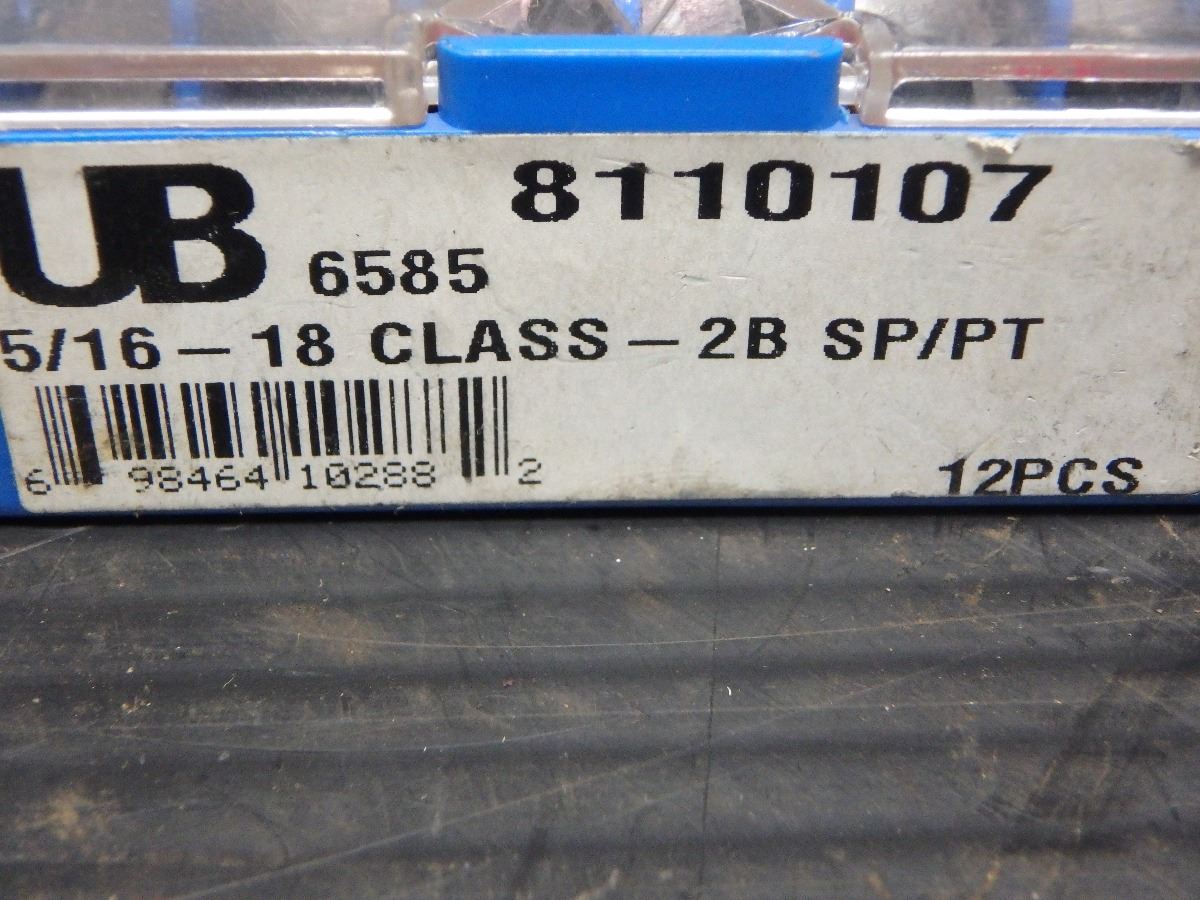 UB 8110107
6585
5/16-18 CLASS-2B SP/PT
6 98464 10288 2
12PCS